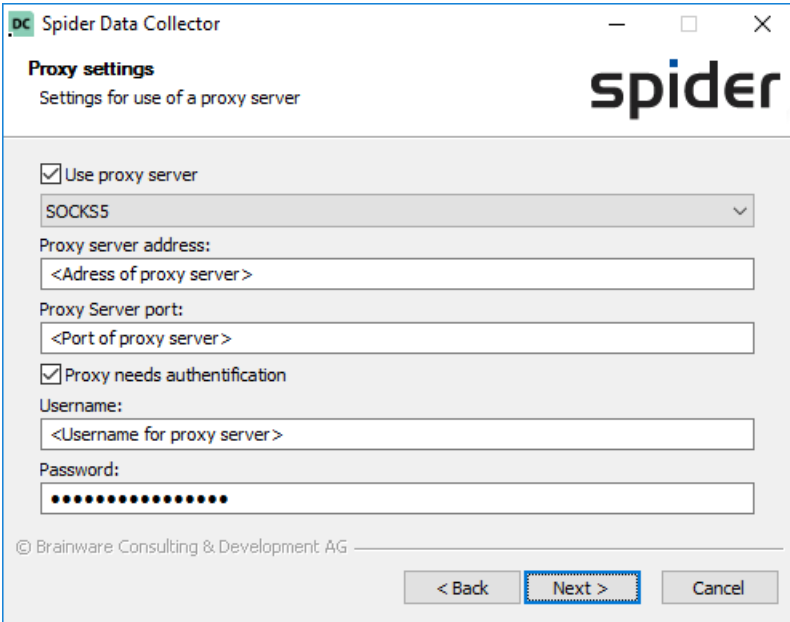 DC Spider Data Collector
Proxy settings
Settings for use of a proxy server
spider
Use proxy server
SOCKS5
Proxy server address:
<Adress of proxy server>
Proxy Server port:
<Port of proxy server>
Proxy needs authentification
Username:
<Username for proxy server>
Password:
●●●●●●●●●●●●●●●●
© Brainware Consulting & Development AG
< Back Next > Cancel